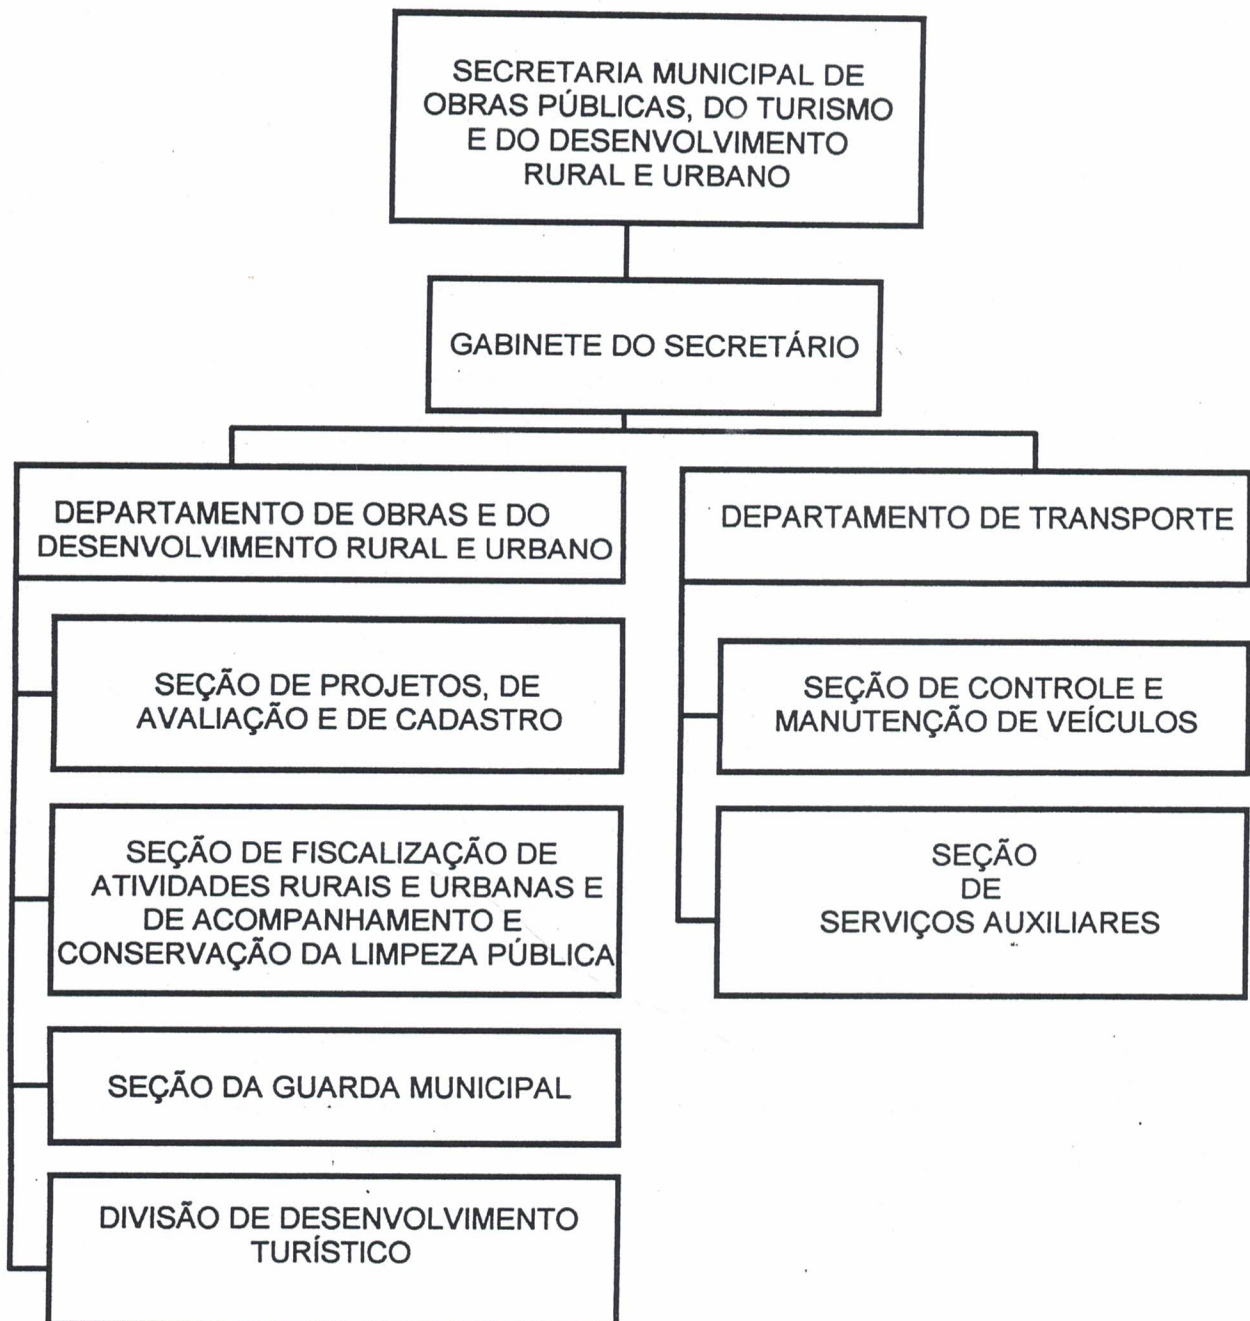 SECRETARIA MUNICIPAL DE
OBRAS PÚBLICAS, DO TURISMO
E DO DESENVOLVIMENTO
RURAL E URBANO
GABINETE DO SECRETÁRIO
DEPARTAMENTO DE OBRAS E DO
DESENVOLVIMENTO RURAL E URBANO
SEÇÃO DE PROJETOS, DE
AVALIAÇÃO E DE CADASTRO
SEÇÃO DE FISCALIZAÇÃO DE
ATIVIDADES RURAIS E URBANAS E
DE ACOMPANHAMENTO E
CONSERVAÇÃO DA LIMPEZA PÚBLICA
SEÇÃO DA GUARDA MUNICIPAL
DIVISÃO DE DESENVOLVIMENTO
TURÍSTICO
DEPARTAMENTO DE TRANSPORTE
SEÇÃO DE CONTROLE E
MANUTENÇÃO DE VEÍCULOS
SEÇÃO
DE
SERVIÇOS AUXILIARES